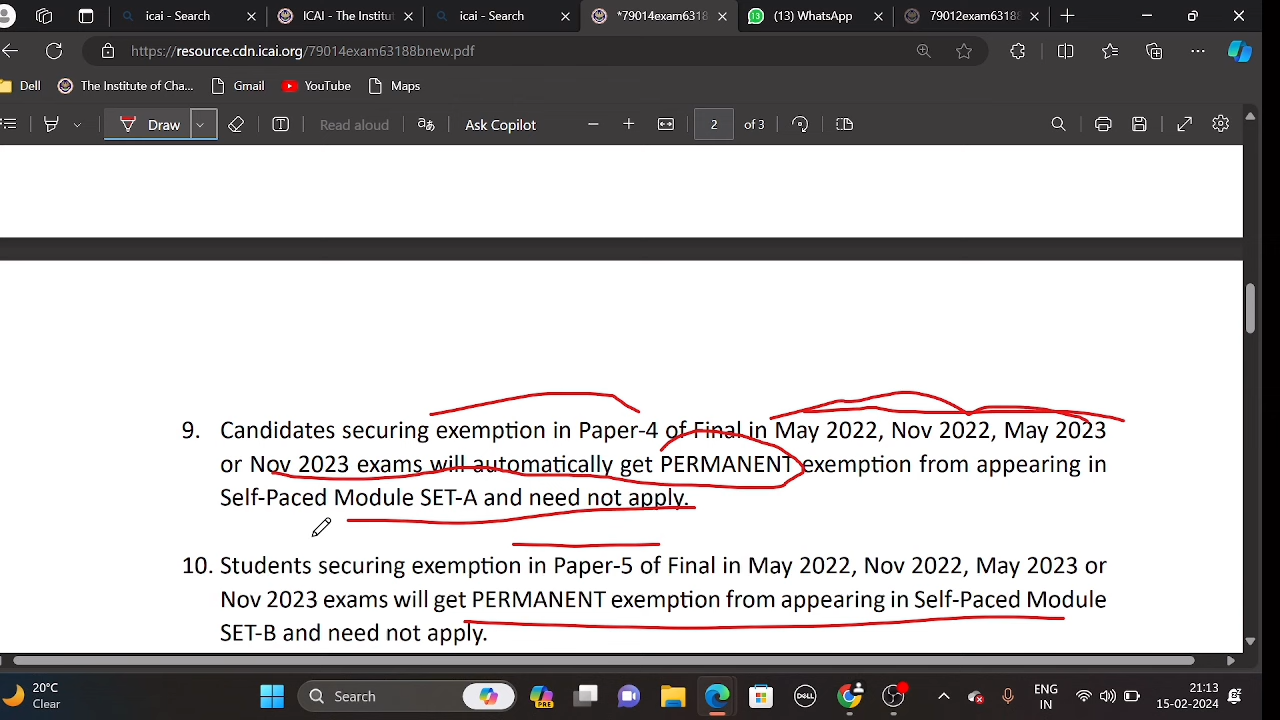 icai - Search
ICAI - The Institut
icai - Search
*79014exam631
(13) WhatsApp
79012exam63188
https://resource.cdn.icai.org/79014exam63188bnew.pdf
Dell
The Institute of Cha...
Gmail
YouTube
Maps
Draw
Read aloud
Ask Copilot
2
of 3
9. Candidates securing exemption in Paper-4 of Final in May 2022, Nov 2022, May 2023
or Nov 2023 exams will automatically get PERMANENT exemption from appearing in
Self-Paced Module SET-A and need not apply.
10. Students securing exemption in Paper-5 of Final in May 2022, Nov 2022, May 2023 or
Nov 2023 exams will get PERMANENT exemption from appearing in Self-Paced Module
SET-B and need not apply.
20°C
Clear
Search
PRE
DELL
ENG
IN
21:13
15-02-2024